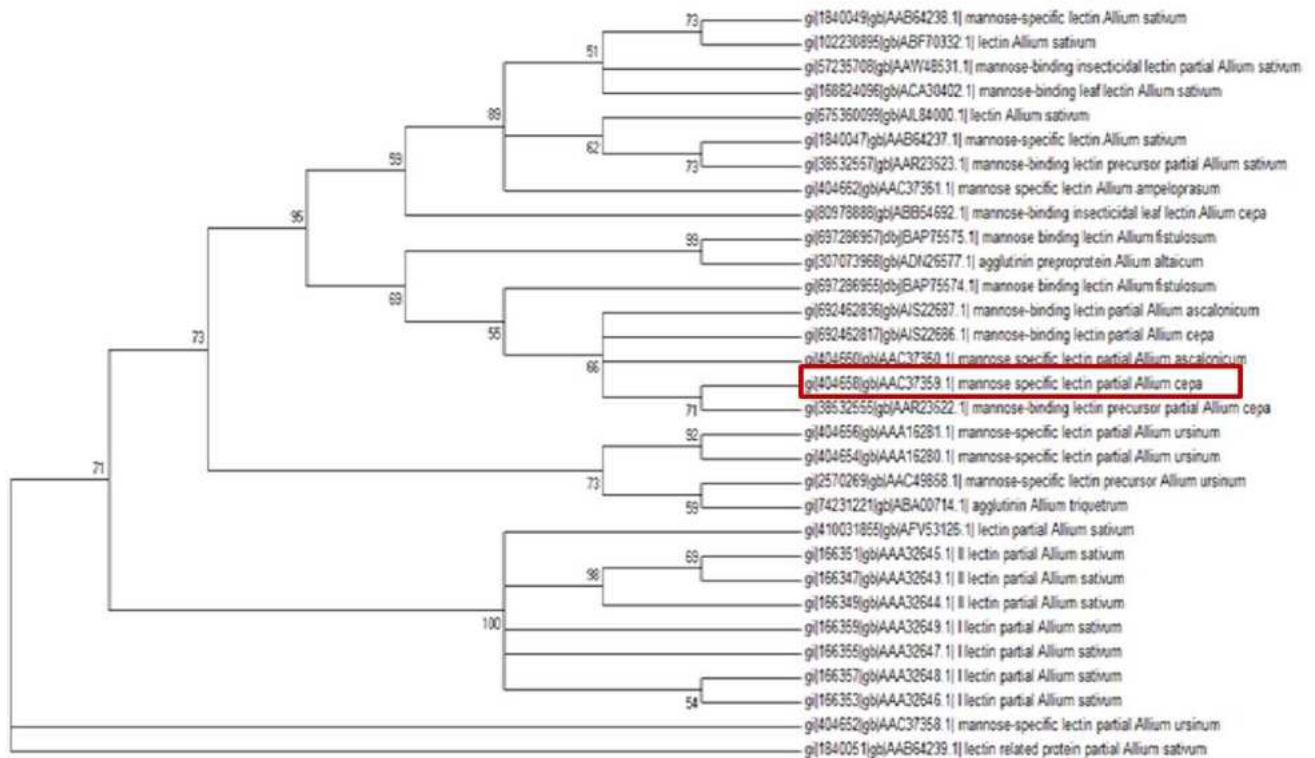 gi|1840049|gb|AAB64238.1| mannose-specific lectin Allium sativum
73
gi|102230895|gb|ABF70332.1| lectin Allium sativum
51
gi|57235708|gb|AAW48531.1| mannose-binding insecticidal lectin partial Allium sativum
gi|168824096|gb|ACA30402.1| mannose-binding leaf lectin Allium sativum
89
gi|675360099|gb|AIL84000.1| lectin Allium sativum
gi|1840047|gb|AAB64237.1| mannose-specific lectin Allium sativum
62
59
73
gi|38532557|gb|AAR23523.1| mannose-binding lectin precursor partial Allium sativum
gi|404662|gb|AAC37361.1| mannose specific lectin Allium ampeloprasum
95
gi|80978888|gb|ABB54692.1| mannose-binding insecticidal leaf lectin Allium cepa
99
gi|697286957|dbj|BAP75575.1| mannose binding lectin Allium fistulosum
gi|307073968|gb|ADN26577.1| agglutinin preproprotein Allium altaicum
69
gi|697286955|dbj|BAP75574.1| mannose binding lectin Allium fistulosum
gi|692462836|gb|AIS22687.1| mannose-binding lectin partial Allium ascalonicum
73
55
gi|692462817|gb|AIS22686.1| mannose-binding lectin partial Allium cepa
gi|404660|gb|AAC37360.1| mannose specific lectin partial Allium ascalonicum
66
gi|404658|gb|AAC37359.1| mannose specific lectin partial Allium cepa
71
gi|38532555|gb|AAR23522.1| mannose-binding lectin precursor partial Allium cepa
92
gi|404656|gb|AAA16281.1| mannose-specific lectin partial Allium ursinum
gi|404654|gb|AAA16280.1| mannose-specific lectin partial Allium ursinum
71
73
gi|2570269|gb|AAC49858.1| mannose-specific lectin precursor Allium ursinum
59
gi|74231221|gb|ABA00714.1| agglutinin Allium triquetrum
gi|410031855|gb|AFV53126.1| lectin partial Allium sativum
69
gi|166351|gb|AAA32645.1| II lectin partial Allium sativum
98
gi|166347|gb|AAA32643.1| II lectin partial Allium sativum
gi|166349|gb|AAA32644.1| II lectin partial Allium sativum
100
gi|166359|gb|AAA32649.1| I lectin partial Allium sativum
gi|166355|gb|AAA32647.1| I lectin partial Allium sativum
gi|166357|gb|AAA32648.1| I lectin partial Allium sativum
54
gi|166353|gb|AAA32646.1| I lectin partial Allium sativum
gi|404652|gb|AAC37358.1| mannose-specific lectin partial Allium ursinum
gi|1840051|gb|AAB64239.1| lectin related protein partial Allium sativum